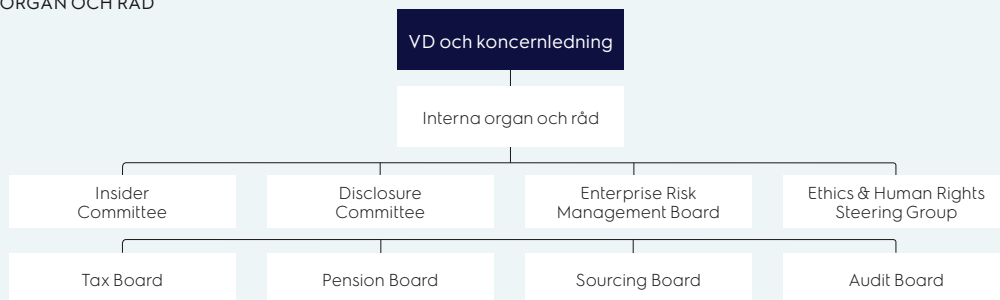 ORGAN OCH RÅD
VD och koncernledning
Interna organ och råd
Insider
Committee
Disclosure
Committee
Enterprise Risk
Management Board
Ethics & Human Rights
Steering Group
Tax Board
Pension Board
Sourcing Board
Audit Board